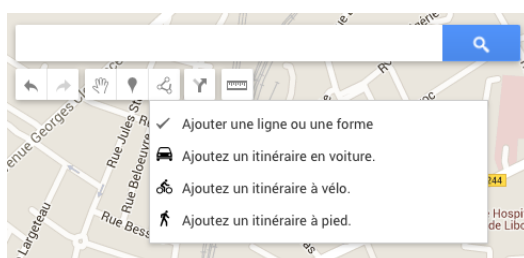 Ajouter une ligne ou une forme
Ajoutez un itinéraire en voiture.
Ajoutez un itinéraire à vélo.
Ajoutez un itinéraire à pied.
Rue Jules
Rue Beloeuvre
Rue Bess
Largeteau
244
Hospi
de Libo